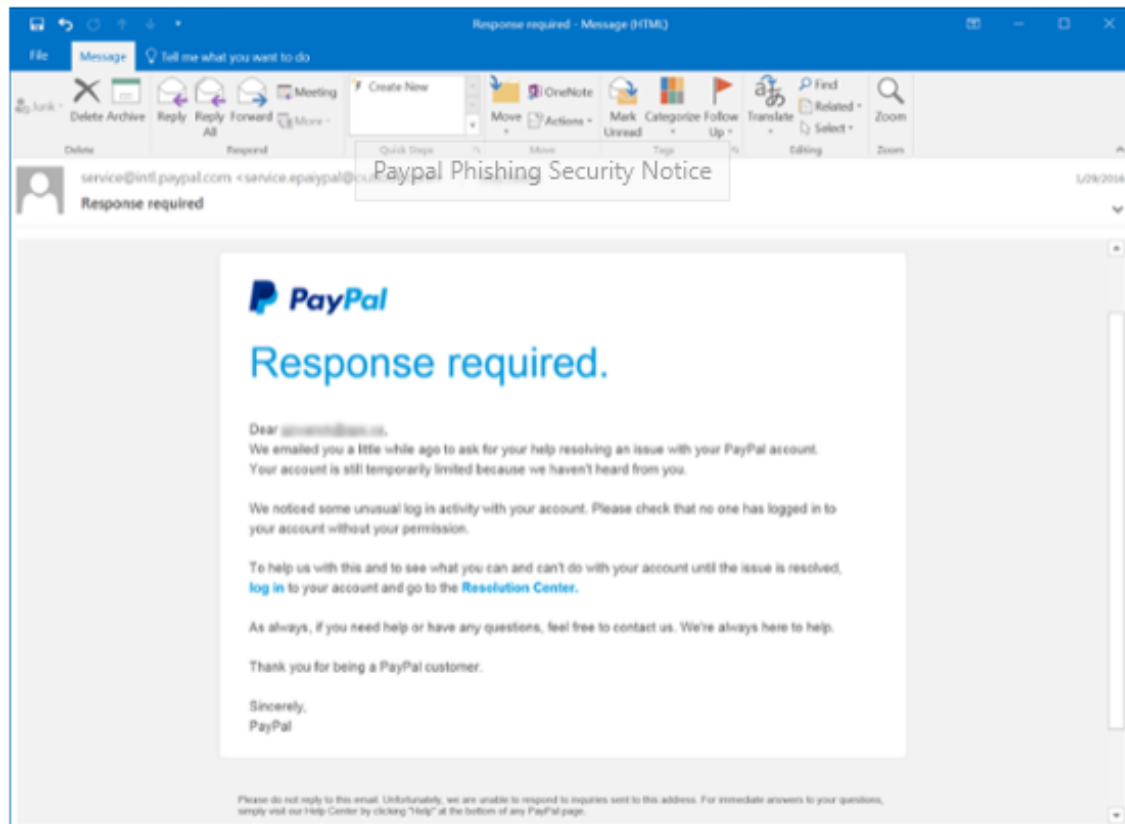 Response required - Message (HTML)
File Message Tell me what you want to do
Junk
Delete Archive
Reply Reply All Forward
Meeting
More
Create New
Move
OneNote
Actions
Mark Unread
Categorize
Follow Up
Translate
Find
Related
Select
Zoom
Delete Respond Quick Steps Move Tags Editing Zoom
Paypal Phishing Security Notice
service@intl.paypal.com <service.epaiypal@
1/29/2016
Response required
PayPal
Response required.
Dear
We emailed you a little while ago to ask for your help resolving an issue with your PayPal account.
Your account is still temporarily limited because we haven't heard from you.
We noticed some unusual log in activity with your account. Please check that no one has logged in to
your account without your permission.
To help us with this and to see what you can and can't do with your account until the issue is resolved,
log in to your account and go to the Resolution Center.
As always, if you need help or have any questions, feel free to contact us. We're always here to help.
Thank you for being a PayPal customer.
Sincerely,
PayPal
Please do not reply to this email. Unfortunately, we are unable to respond to inquiries sent to this address. For immediate answers to your questions,
simply visit our Help Center by clicking "Help" at the bottom of any PayPal page.